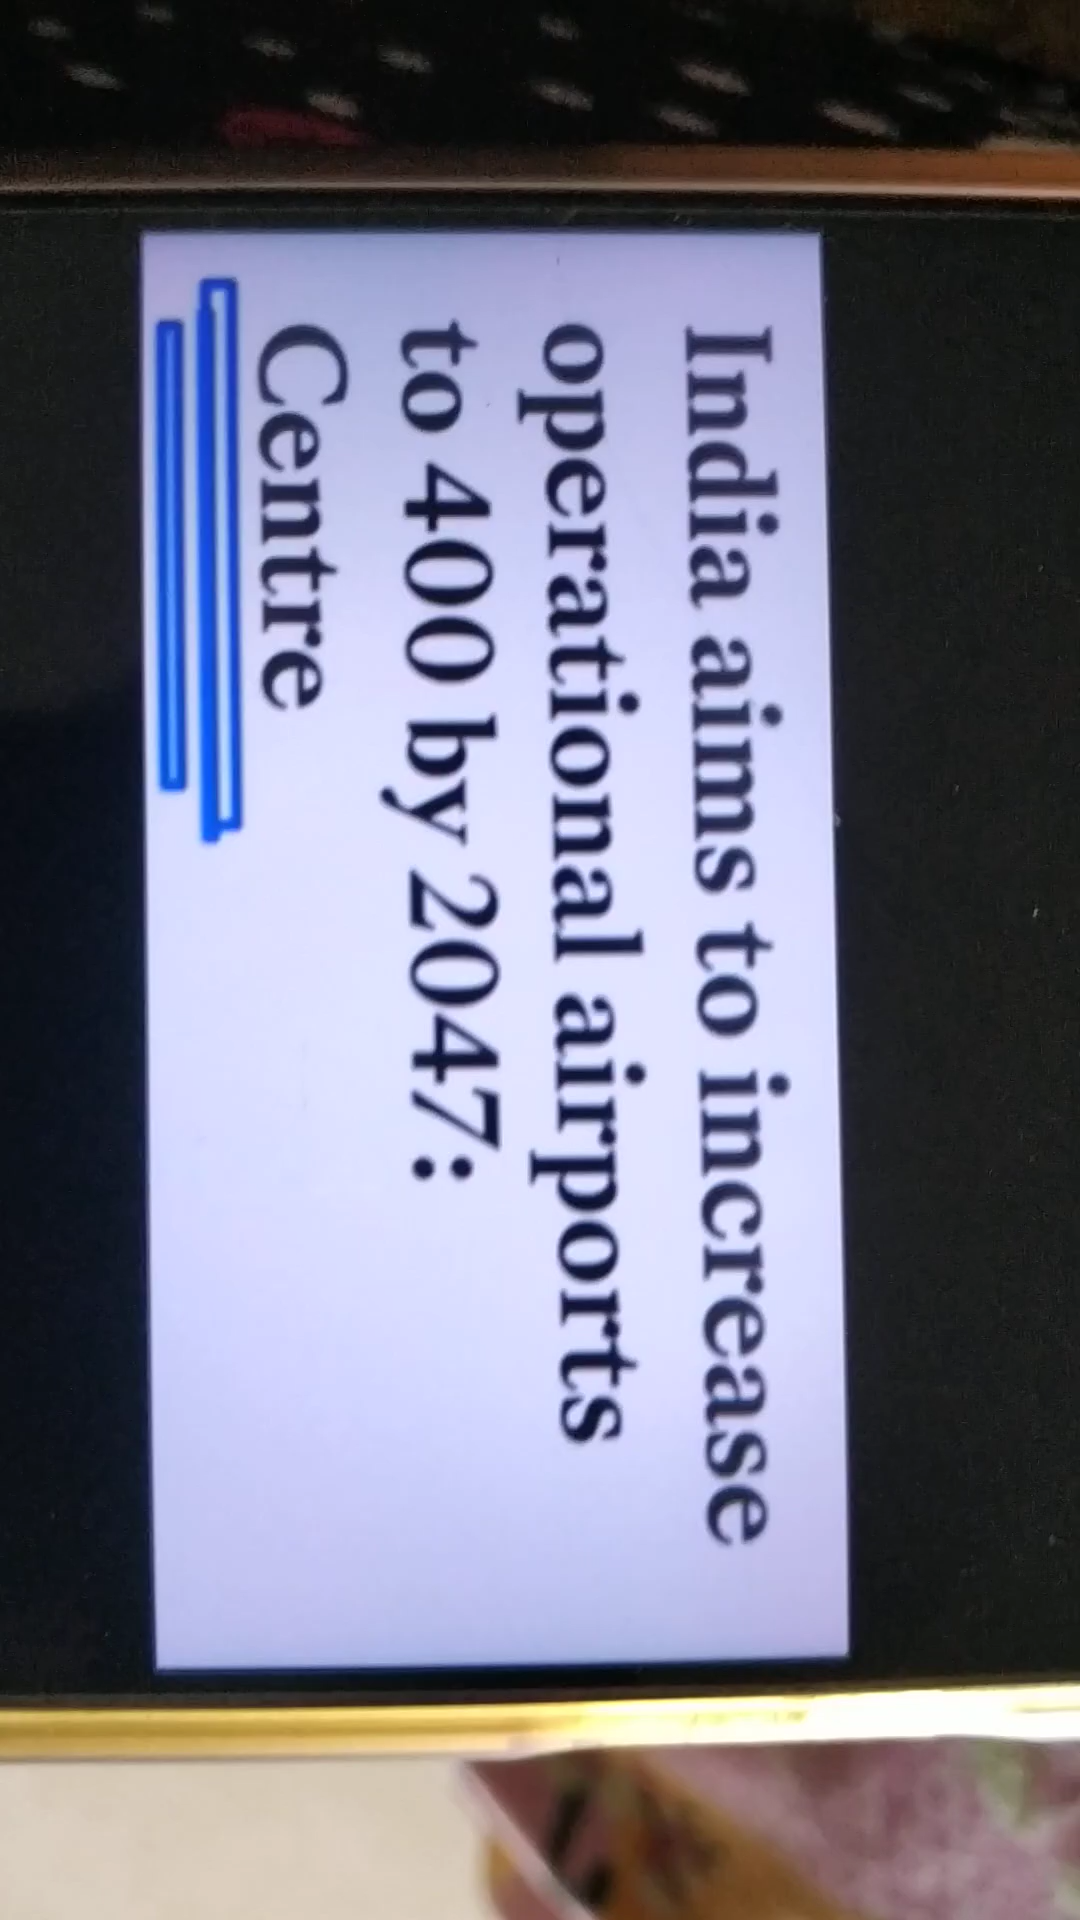 India aims to increase
operational airports
to 400 by 2047:
Centre